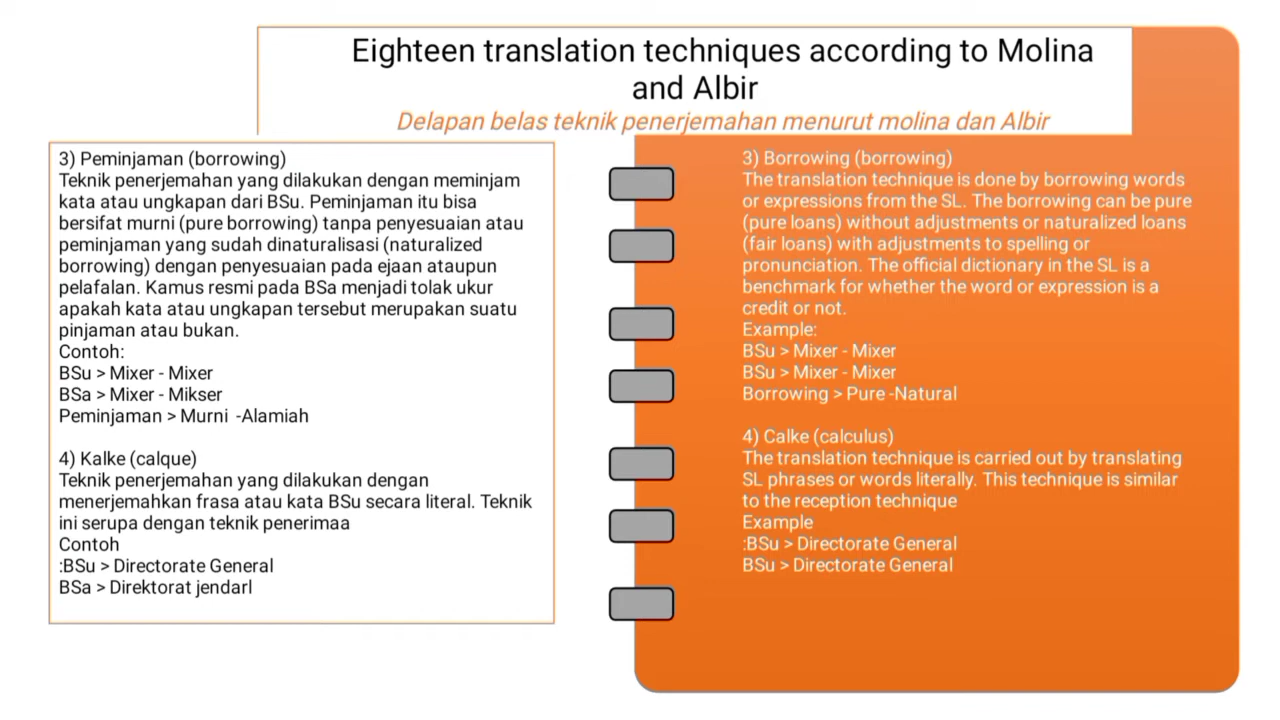 Eighteen translation techniques according to Molina
and Albir
Delapan belas teknik penerjemahan menurut molina dan Albir
3) Peminjaman (borrowing)
Teknik penerjemahan yang dilakukan dengan meminjam
kata atau ungkapan dari BSu. Peminjaman itu bisa
bersifat murni (pure borrowing) tanpa penyesuaian atau
peminjaman yang sudah dinaturalisasi (naturalized
borrowing) dengan penyesuaian pada ejaan ataupun
pelafalan. Kamus resmi pada BSa menjadi tolak ukur
apakah kata atau ungkapan tersebut merupakan suatu
pinjaman atau bukan.
Contoh:
BSu > Mixer - Mixer
BSa > Mixer - Mikser
Peminjaman > Murni -Alamiah
4) Kalke (calque)
Teknik penerjemahan yang dilakukan dengan
menerjemahkan frasa atau kata BSu secara literal. Teknik
ini serupa dengan teknik penerimaa
Contoh
:BSu > Directorate General
BSa > Direktorat jendarl
3) Borrowing (borrowing)
The translation technique is done by borrowing words
or expressions from the SL. The borrowing can be pure
(pure loans) without adjustments or naturalized loans
(fair loans) with adjustments to spelling or
pronunciation. The official dictionary in the SL is a
benchmark for whether the word or expression is a
credit or not.
Example:
BSu > Mixer - Mixer
BSu > Mixer - Mixer
Borrowing > Pure -Natural
4) Calke (calculus)
The translation technique is carried out by translating
SL phrases or words literally. This technique is similar
to the reception technique
Example
:BSu > Directorate General
BSu > Directorate General